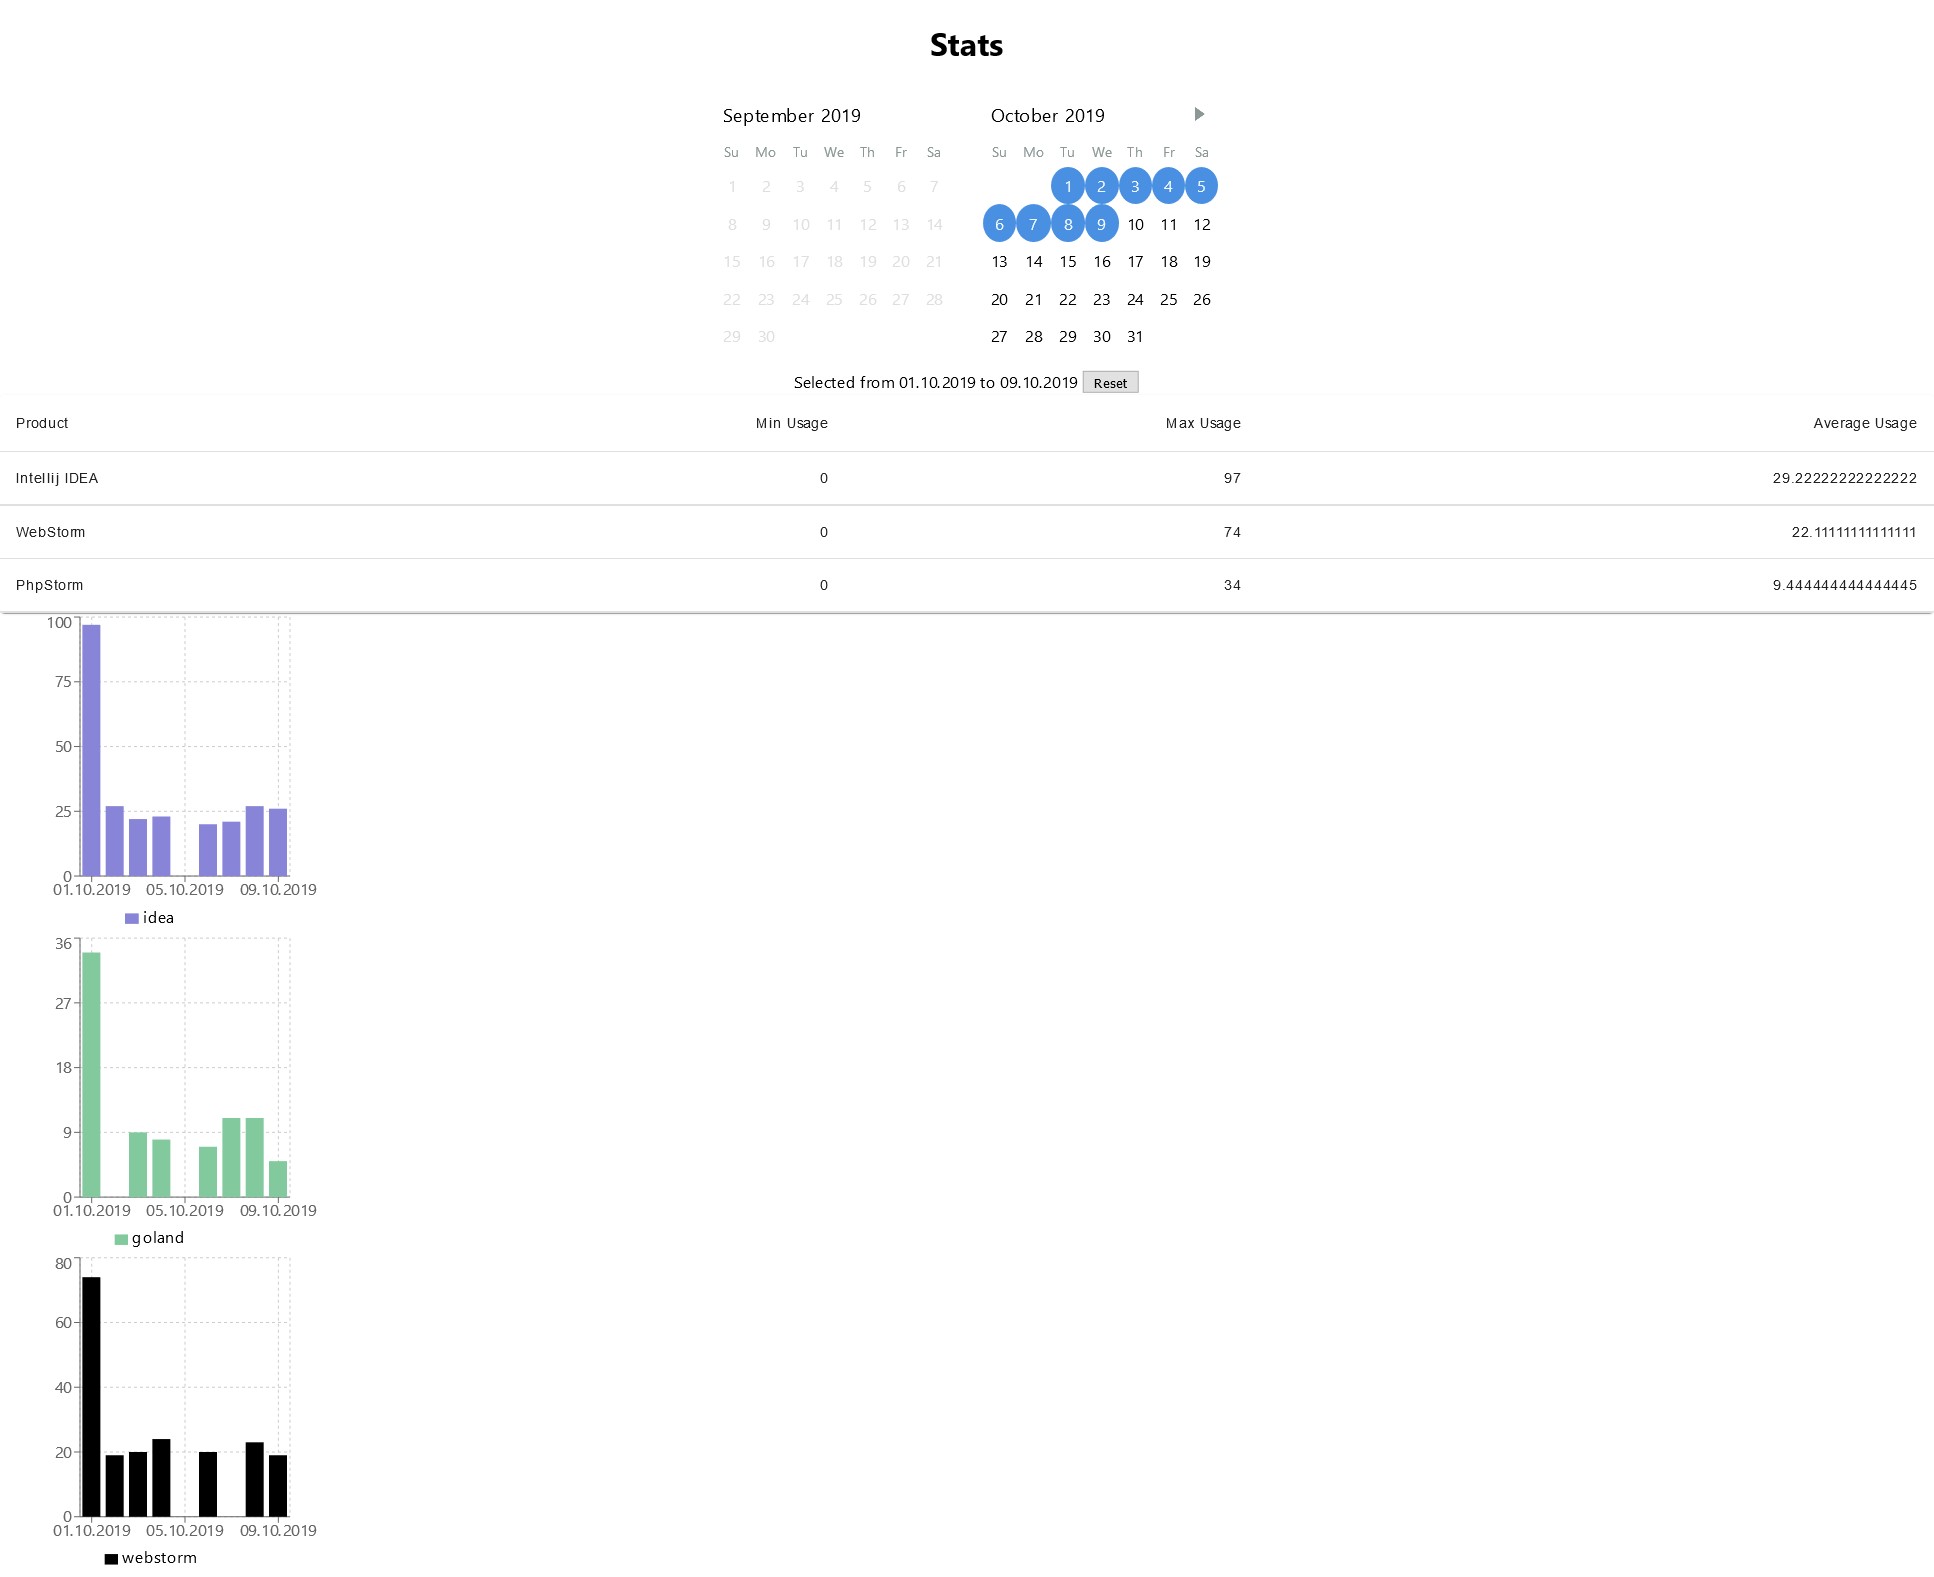 Stats
September 2019
Su Mo Tu We Th Fr Sa
1 2 3 4 5 6 7
8 9 10 11 12 13 14
15 16 17 18 19 20 21
22 23 24 25 26 27 28
29 30
October 2019
Su Mo Tu We Th Fr Sa
1 2 3 4 5
6 7 8 9 10 11 12
13 14 15 16 17 18 19
20 21 22 23 24 25 26
27 28 29 30 31
Selected from 01.10.2019 to 09.10.2019 Reset
Product Min Usage Max Usage Average Usage
Intellij IDEA 0 97 29.22222222222222
WebStorm 0 74 22.11111111111111
PhpStorm 0 34 9.444444444444445
100
75
50
25
0
01.10.2019 05.10.2019 09.10.2019
idea
36
27
18
9
0
01.10.2019 05.10.2019 09.10.2019
goland
80
60
40
20
0
01.10.2019 05.10.2019 09.10.2019
webstorm